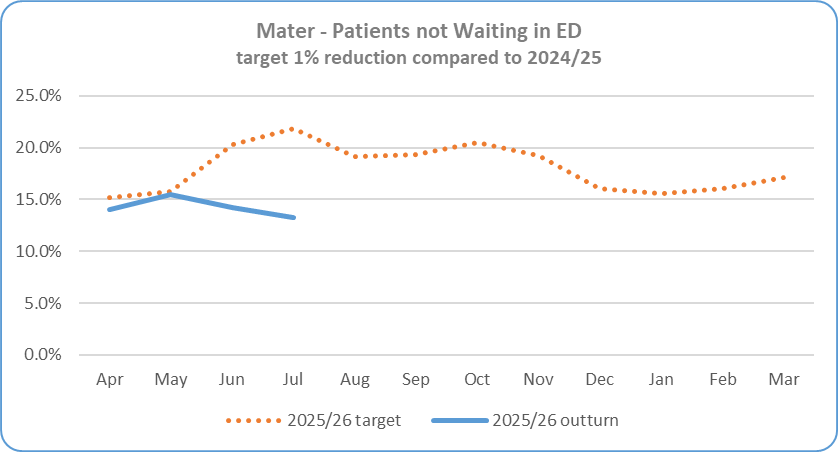 Mater - Patients not Waiting in ED
target 1% reduction compared to 2024/25
25.0%
20.0%
15.0%
10.0%
5.0%
0.0%
Apr May Jun Jul Aug Sep Oct Nov Dec Jan Feb Mar
2025/26 target 2025/26 outturn